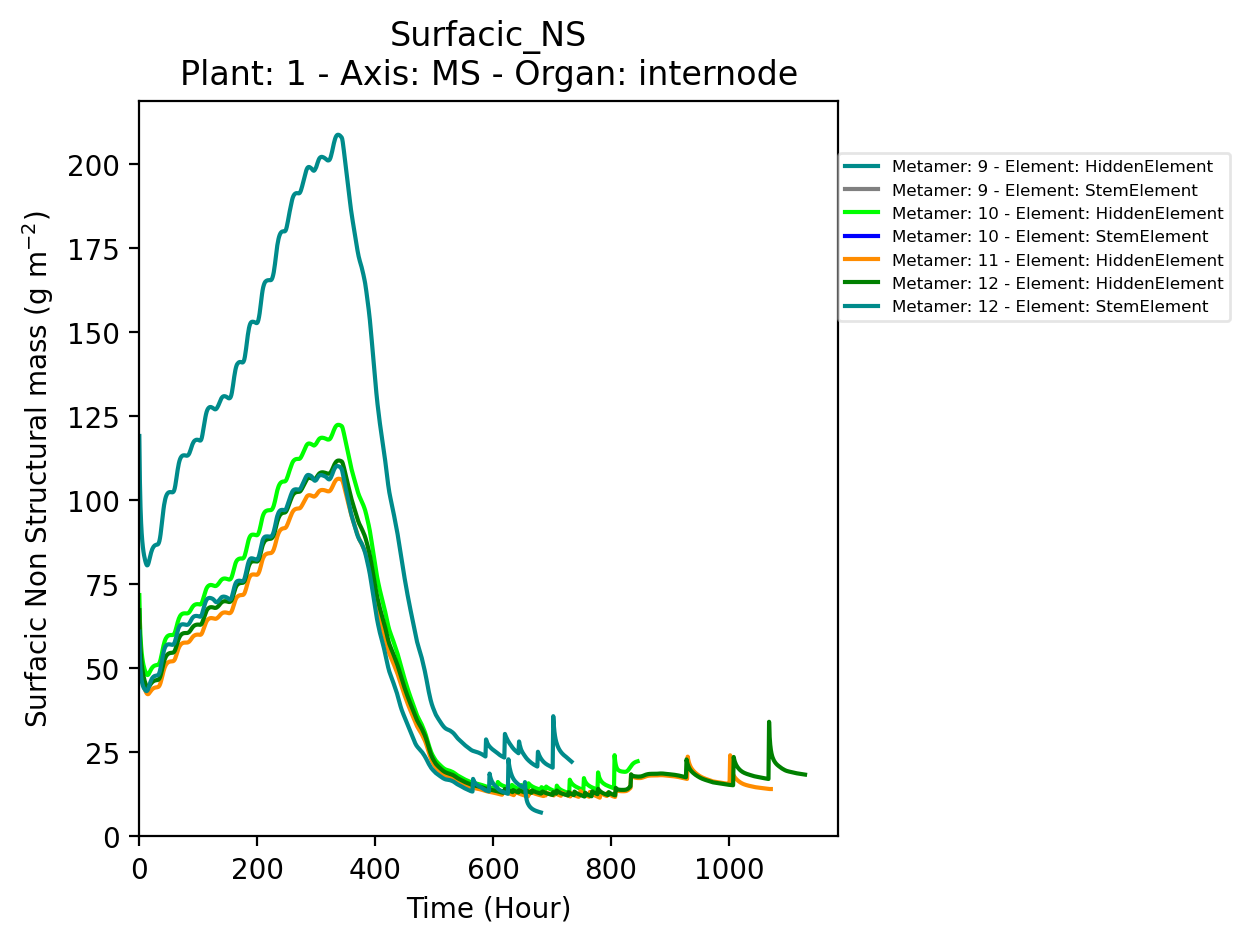 Surfacic_NS
Plant: 1 - Axis: MS - Organ: internode
Surfacic Non Structural mass (g m⁻²)
200
175
150
125
100
75
50
25
0
0 200 400 600 800 1000
Time (Hour)
Metamer: 9 - Element: HiddenElement
Metamer: 9 - Element: StemElement
Metamer: 10 - Element: HiddenElement
Metamer: 10 - Element: StemElement
Metamer: 11 - Element: HiddenElement
Metamer: 12 - Element: HiddenElement
Metamer: 12 - Element: StemElement